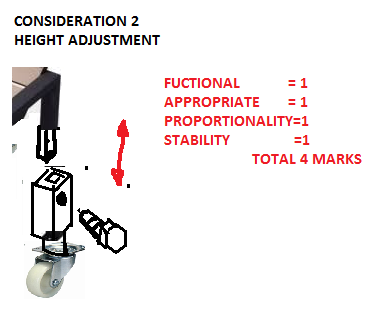 CONSIDERATION 2
HEIGHT ADJUSTMENT
FUCTIONAL = 1
APPROPRIATE = 1
PROPORTIONALITY=1
STABILITY =1
TOTAL 4 MARKS